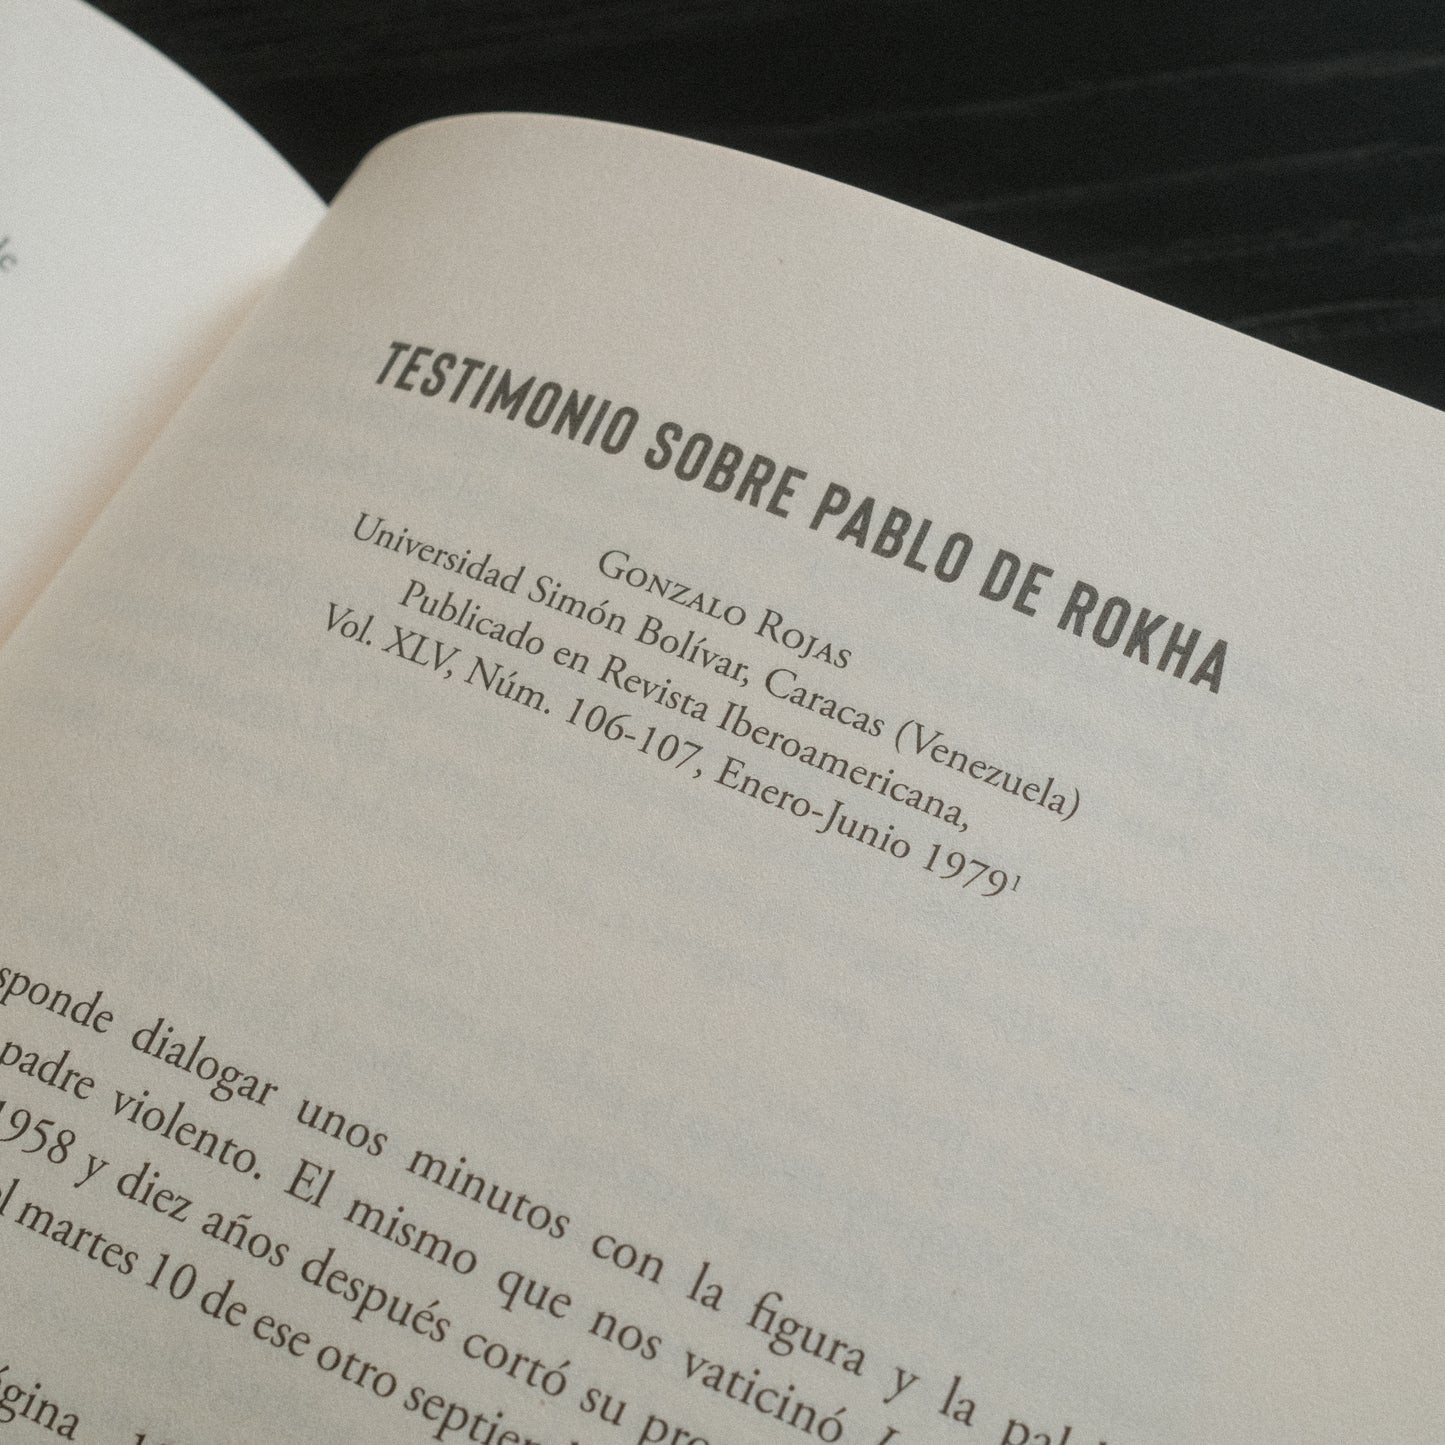 de
TESTIMONIO SOBRE PABLO DE ROKHA
Gonzalo Rojas
Universidad Simón Bolívar, Caracas (Venezuela)
Publicado en Revista Iberoamericana,
Vol. XLV, Núm. 106-107, Enero-Junio 1979¹
sponde dialogar unos minutos con la figura y la
padre violento. El mismo que nos vaticinó
1958 y diez años después cortó su
martes 10 de ese otro